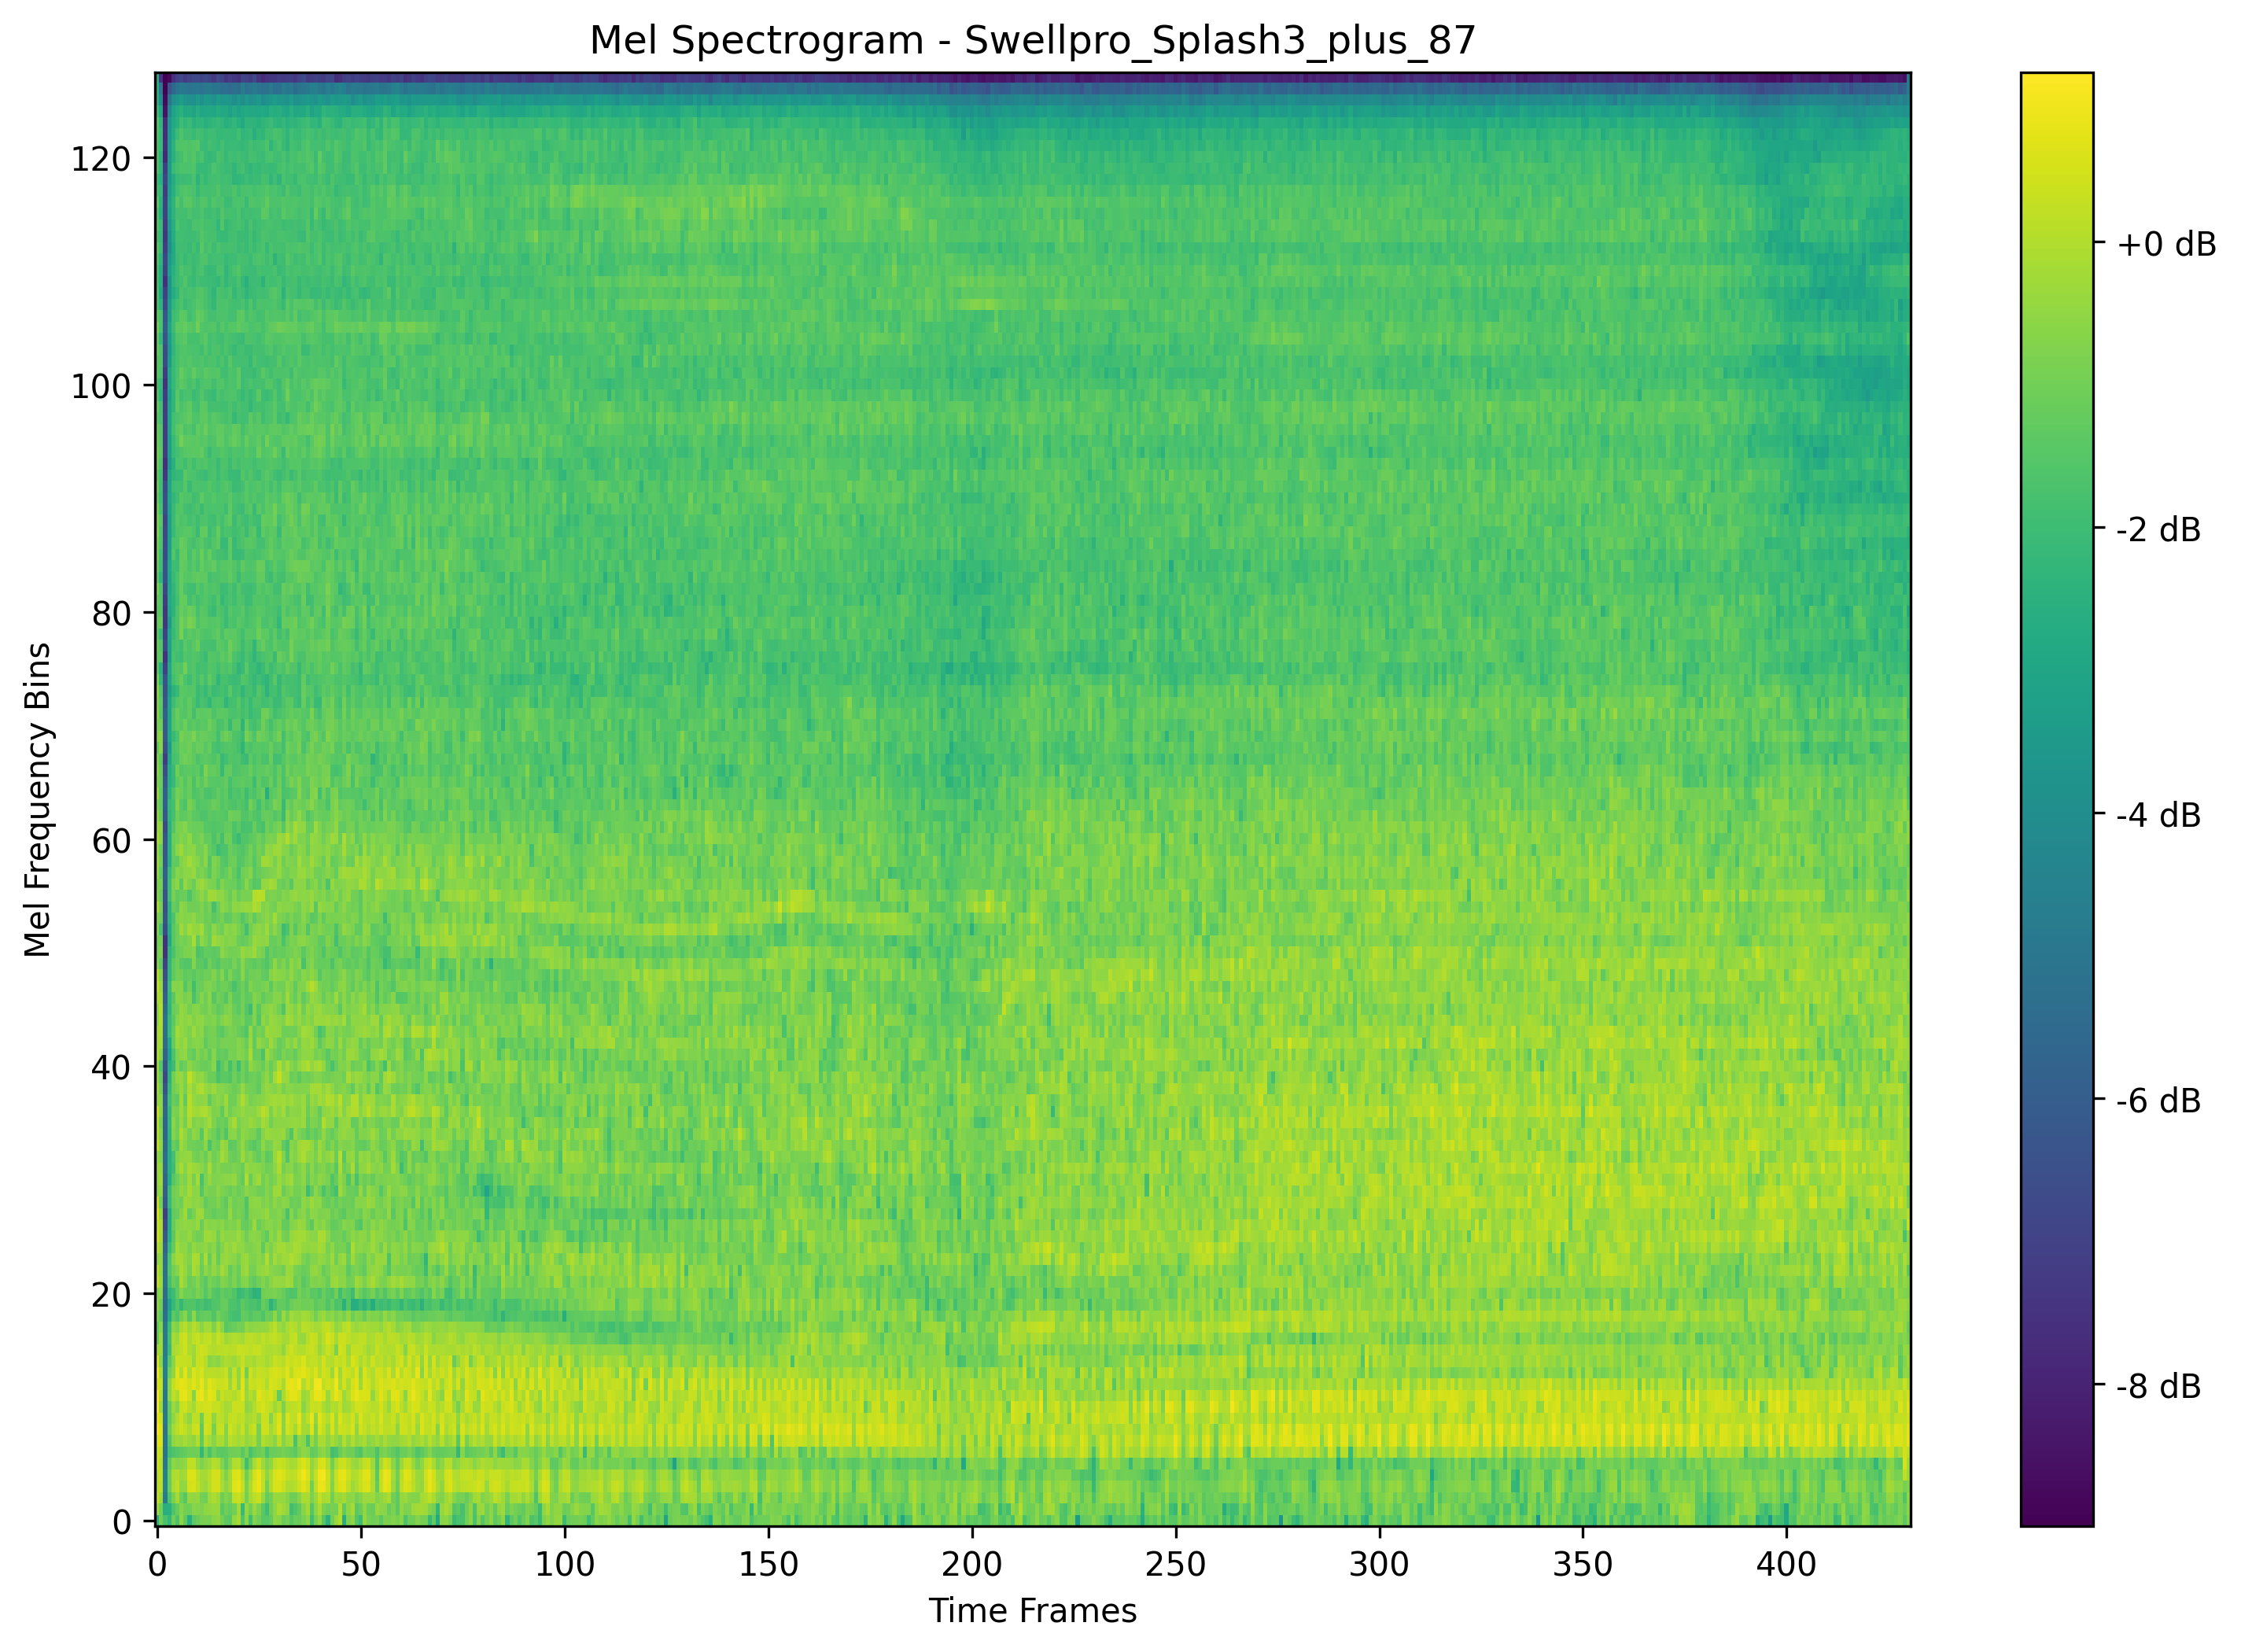 Mel Spectrogram - Swellpro_Splash3_plus_87
Mel Frequency Bins
120
100
80
60
40
20
0
0 50 100 150 200 250 300 350 400
Time Frames
+0 dB
-2 dB
-4 dB
-6 dB
-8 dB